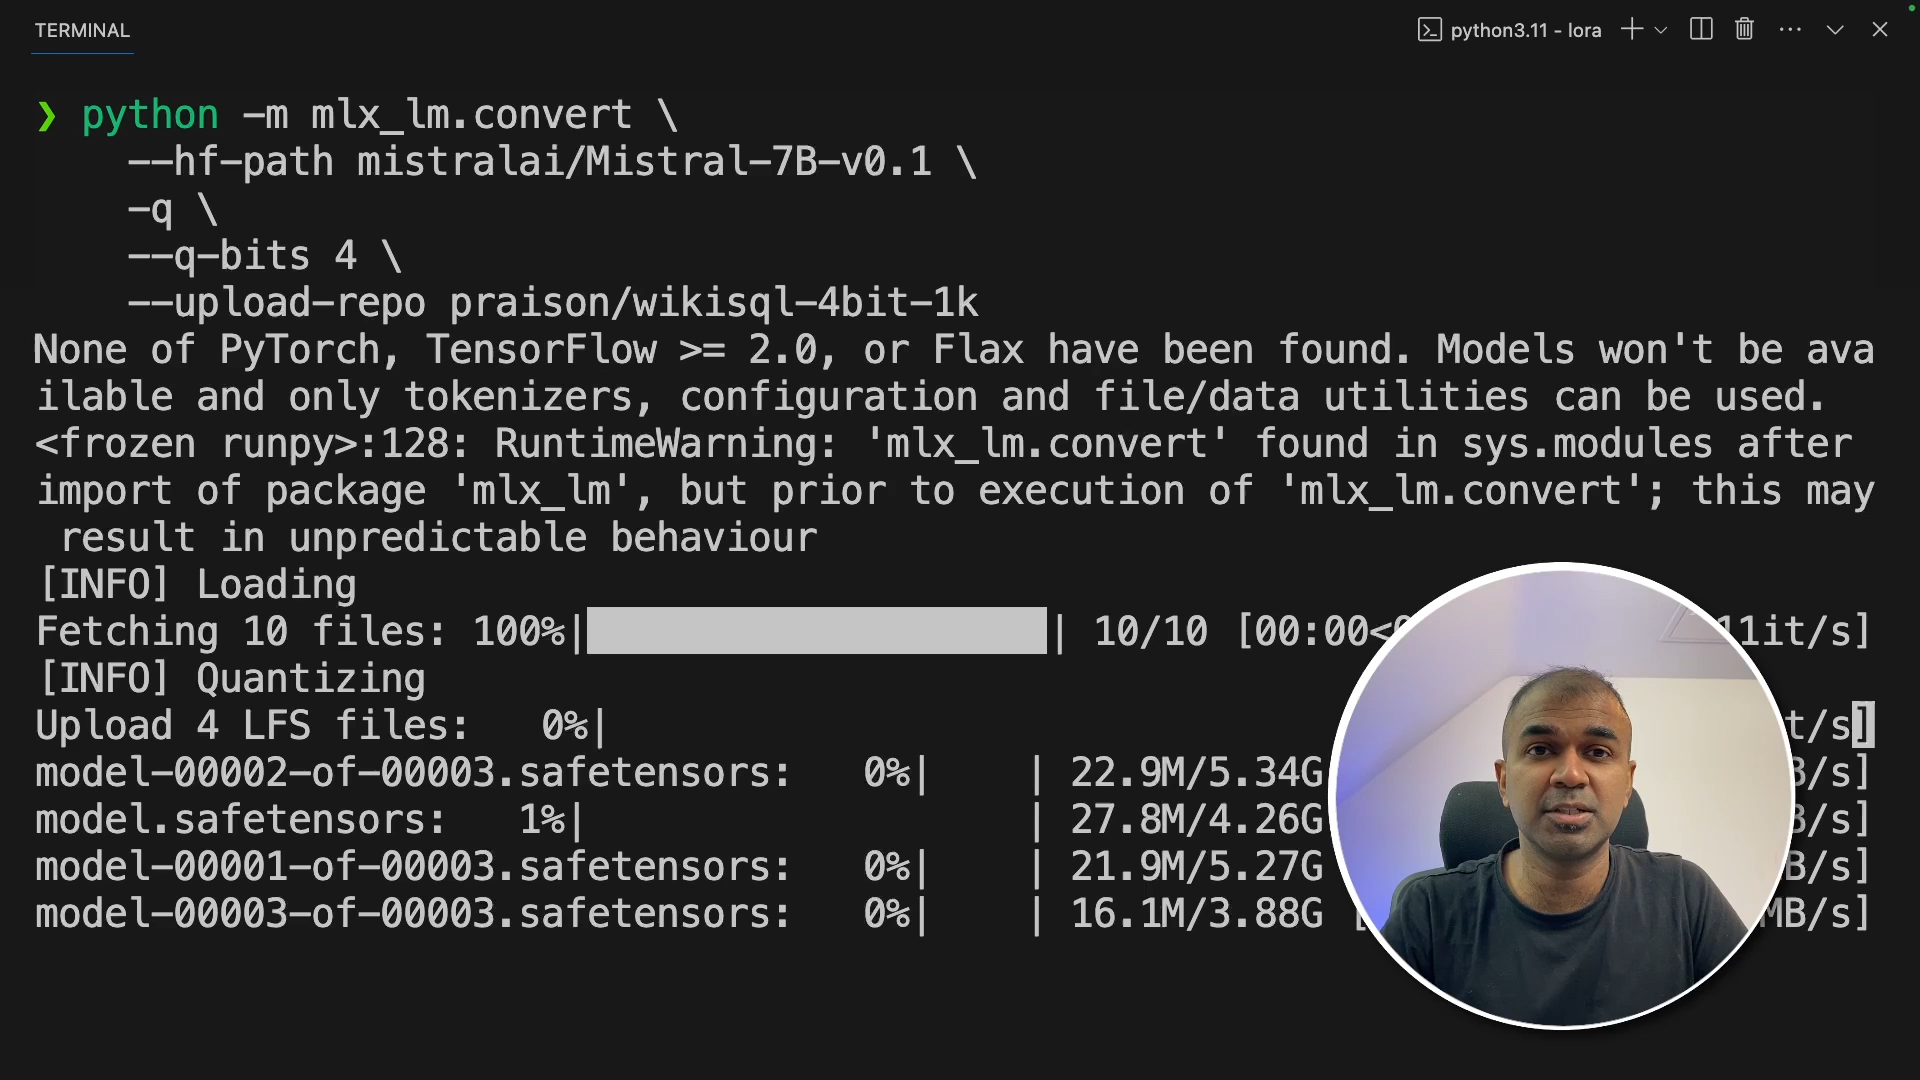 TERMINAL
python3.11 - lora
❯ python -m mlx_lm.convert \
--hf-path mistralai/Mistral-7B-v0.1 \
-q \
--q-bits 4 \
--upload-repo praison/wikisql-4bit-1k
None of PyTorch, TensorFlow >= 2.0, or Flax have been found. Models won't be ava
ilable and only tokenizers, configuration and file/data utilities can be used.
<frozen runpy>:128: RuntimeWarning: 'mlx_lm.convert' found in sys.modules after
import of package 'mlx_lm', but prior to execution of 'mlx_lm.convert'; this may
result in unpredictable behaviour
[INFO] Loading
Fetching 10 files: 100%| | 10/10 [00:00< 11it/s]
[INFO] Quantizing
Upload 4 LFS files: 0%| t/s]
model-00002-of-00003.safetensors: 0%| | 22.9M/5.34G B/s]
model.safetensors: 1%| | 27.8M/4.26G B/s]
model-00001-of-00003.safetensors: 0%| | 21.9M/5.27G B/s]
model-00003-of-00003.safetensors: 0%| | 16.1M/3.88G [ MB/s]